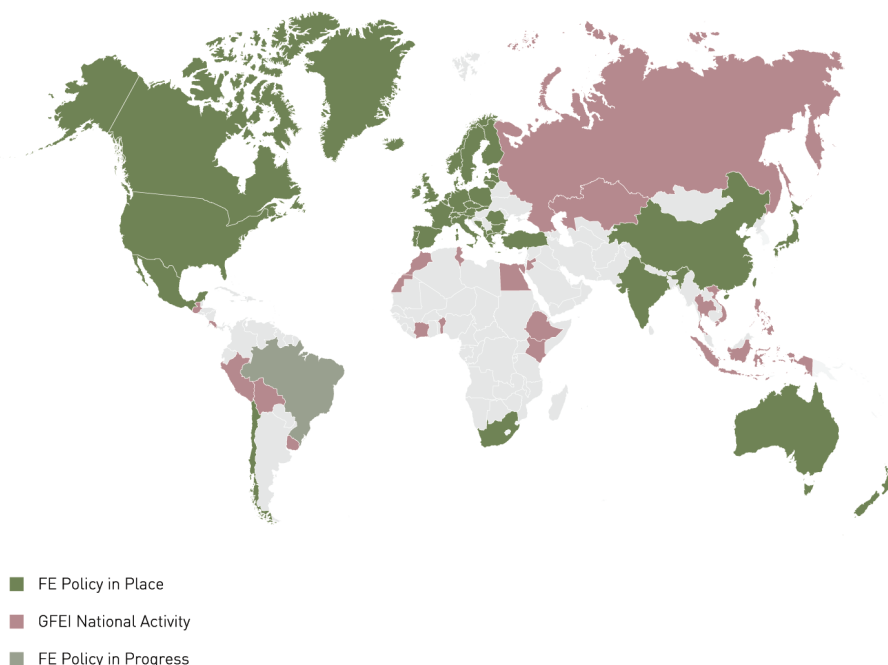 FE Policy in Place
GFEI National Activity
FE Policy in Progress